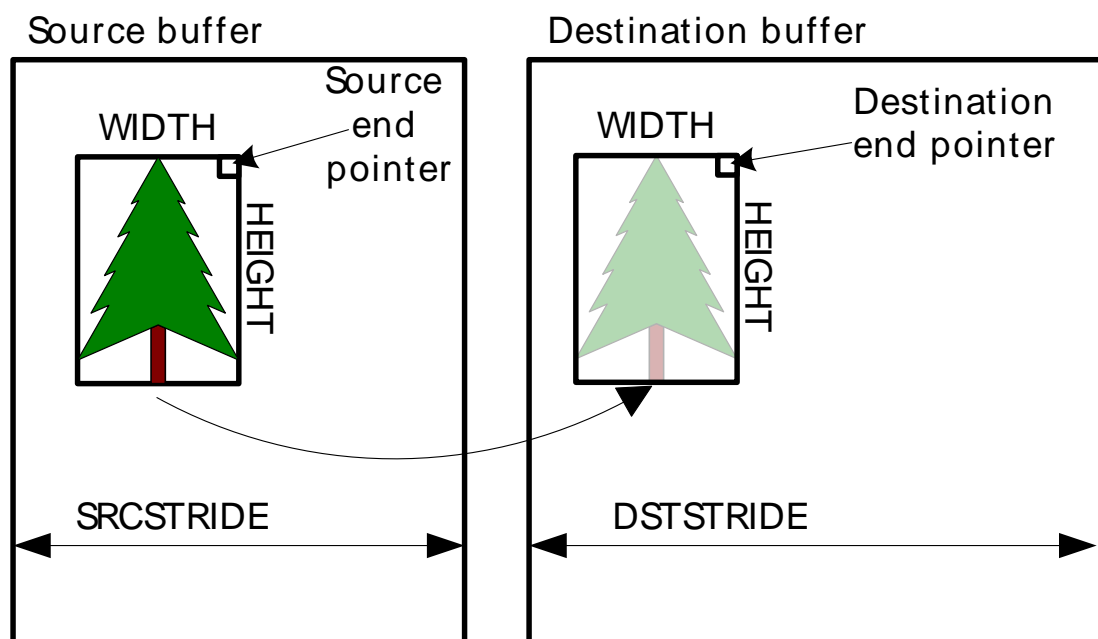 Source buffer
Source
end
pointer
WIDTH
HEIGHT
SRCSTRIDE
Destination buffer
Destination
end pointer
WIDTH
HEIGHT
DSTSTRIDE